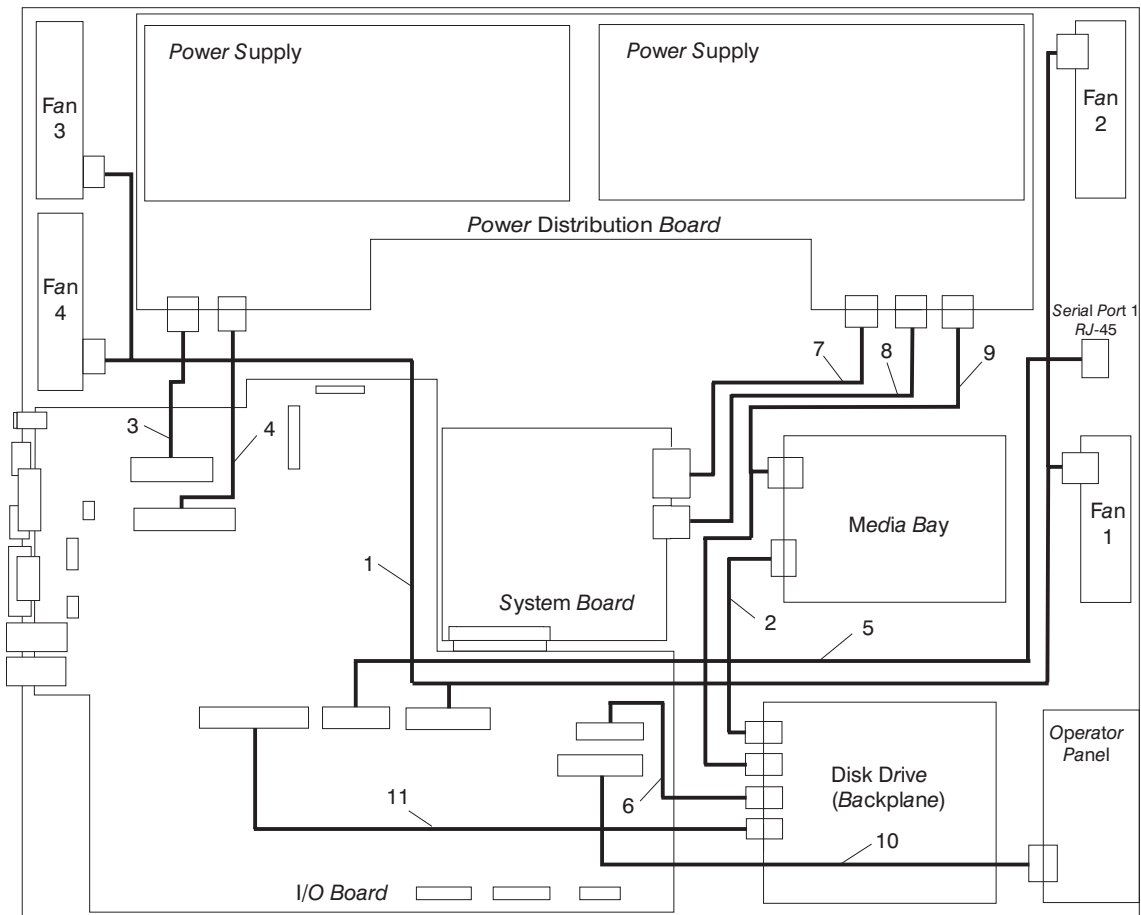 Power Supply
Power Supply
Fan
3
Fan
2
Power Distribution Board
Fan
4
Serial Port 1
RJ-45
7
8
9
3
4
Media Bay
Fan
1
1
System Board
2
5
Operator
Panel
Disk Drive
(Backplane)
6
11
10
I/O Board